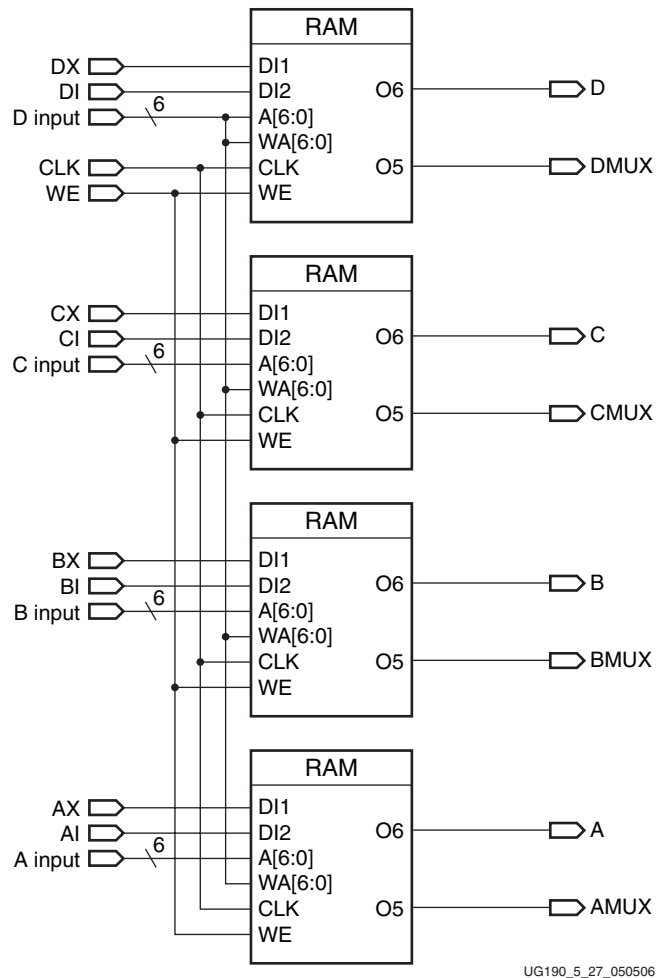 RAM
DX DI1
DI DI2 O6 D
D input 6 A[6:0]
WA[6:0]
CLK CLK O5 DMUX
WE WE
RAM
CX DI1
CI DI2 O6 C
C input 6 A[6:0]
WA[6:0]
CLK O5 CMUX
WE
RAM
BX DI1
BI DI2 O6 B
B input 6 A[6:0]
WA[6:0]
CLK O5 BMUX
WE
RAM
AX DI1
AI DI2 O6 A
A input 6 A[6:0]
WA[6:0]
CLK O5 AMUX
WE
UG190_5_27_050506